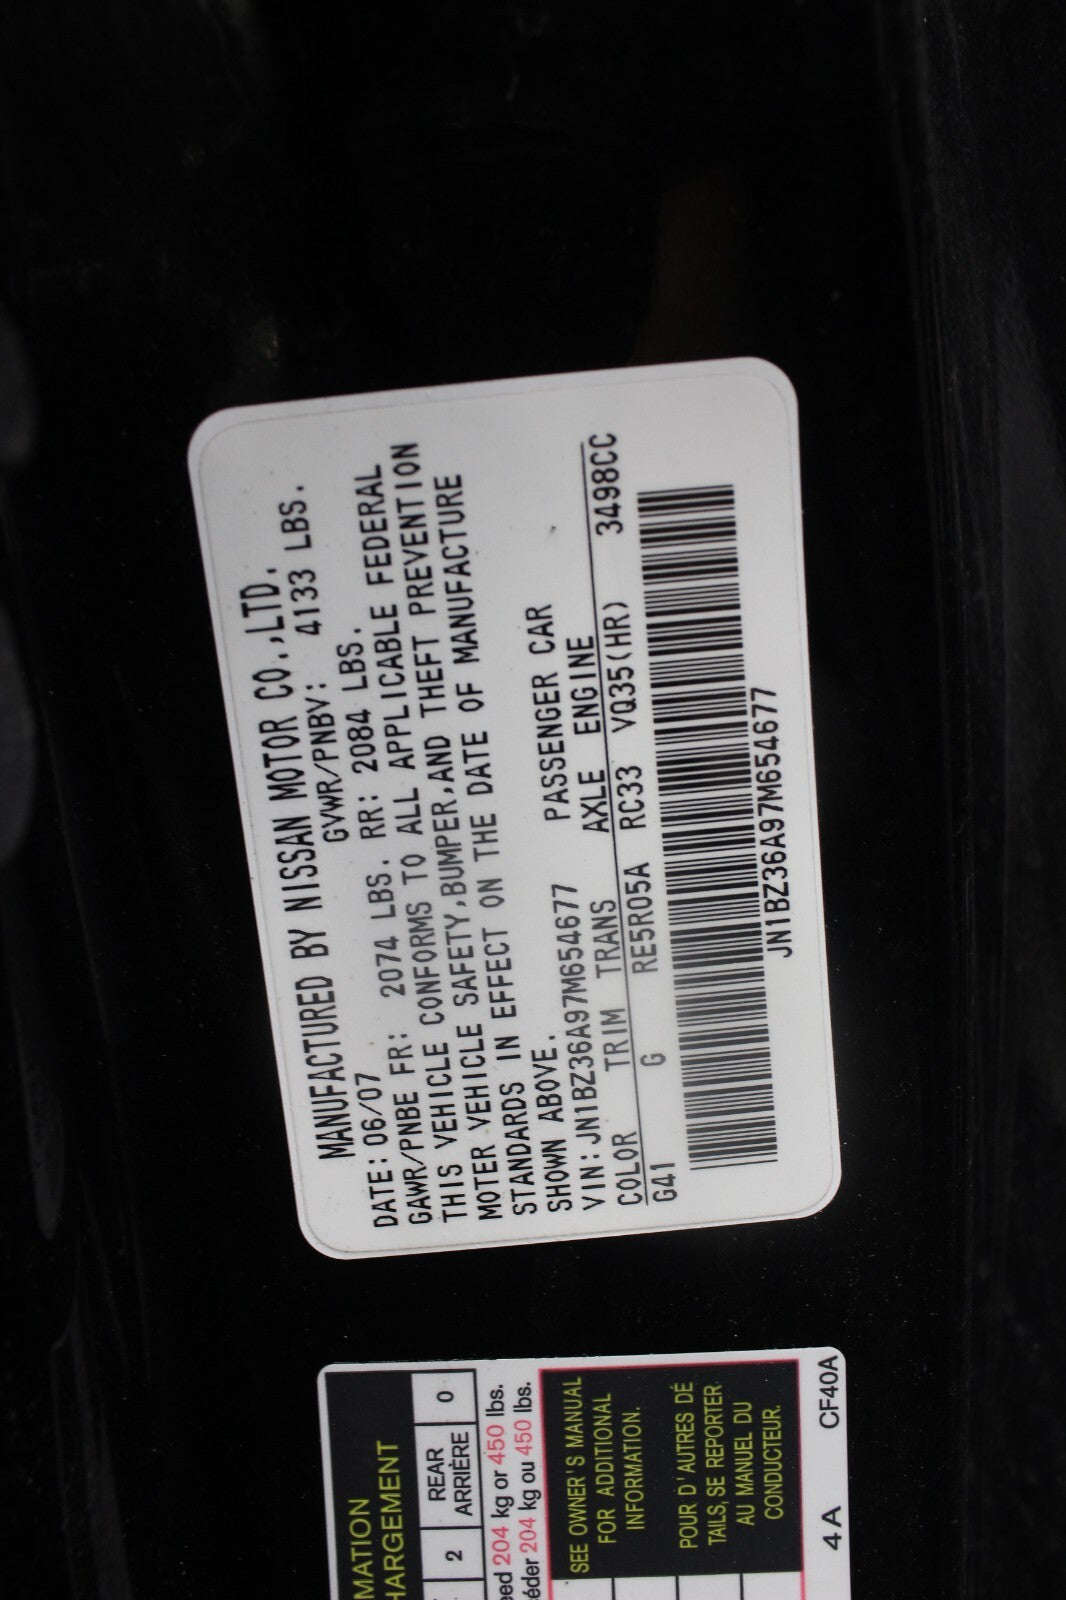 MANUFACTURED BY NISSAN MOTOR CO.,LTD.
DATE: 06/07 GVWR/PNBV: 4133 LBS.
GAWR/PNBE FR: 2074 LBS. RR: 2084 LBS.
THIS VEHICLE CONFORMS TO ALL APPLICABLE FEDERAL
MOTER VEHICLE SAFETY,BUMPER,AND THEFT PREVENTION
STANDARDS IN EFFECT ON THE DATE OF MANUFACTURE
SHOWN ABOVE.
VIN: JN1BZ36A97M654677 PASSENGER CAR
COLOR TRIM TRANS AXLE ENGINE
G41 G RE5R05A RC33 VQ35(HR) 3498CC
JN1BZ36A97M654677
MATION
HARGEMENT
2 REAR 0
ARRIÈRE
eed 204 kg or 450 lbs.
éder 204 kg ou 450 lbs.
SEE OWNER'S MANUAL
FOR ADDITIONAL
INFORMATION.
POUR D'AUTRES DÉ
TAILS, SE REPORTER
AU MANUEL DU
CONDUCTEUR.
4 A CF40A